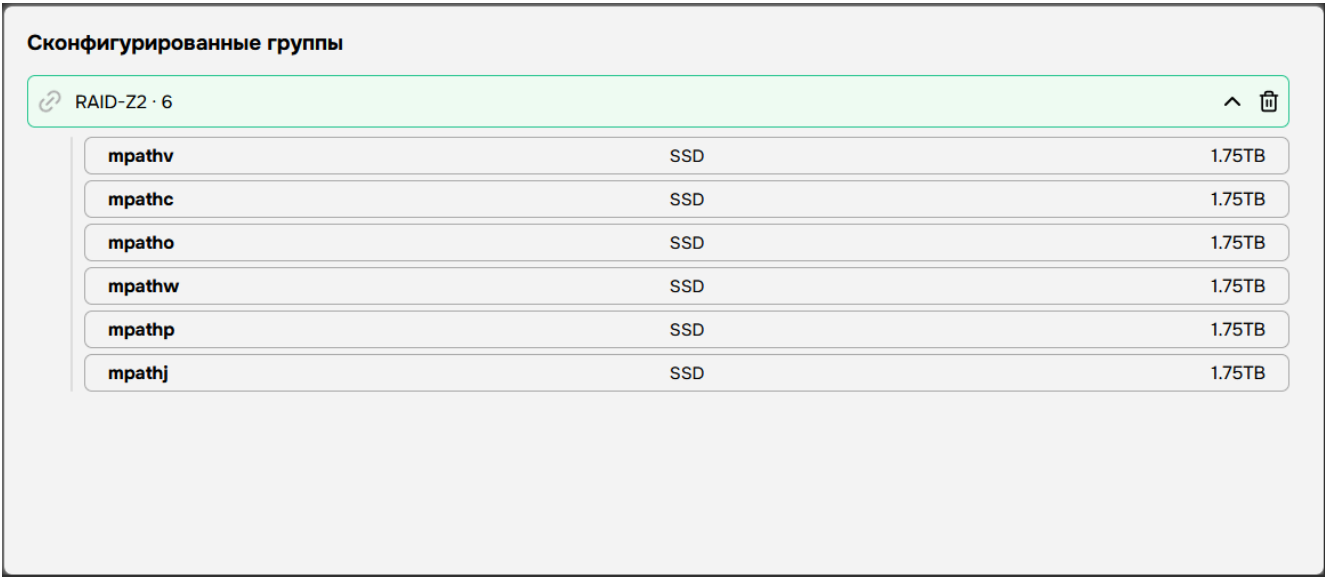 Сконфигурированные группы
RAID-Z2 · 6
mpathv SSD 1.75TB
mpathc SSD 1.75TB
mpatho SSD 1.75TB
mpathw SSD 1.75TB
mpathp SSD 1.75TB
mpathj SSD 1.75TB